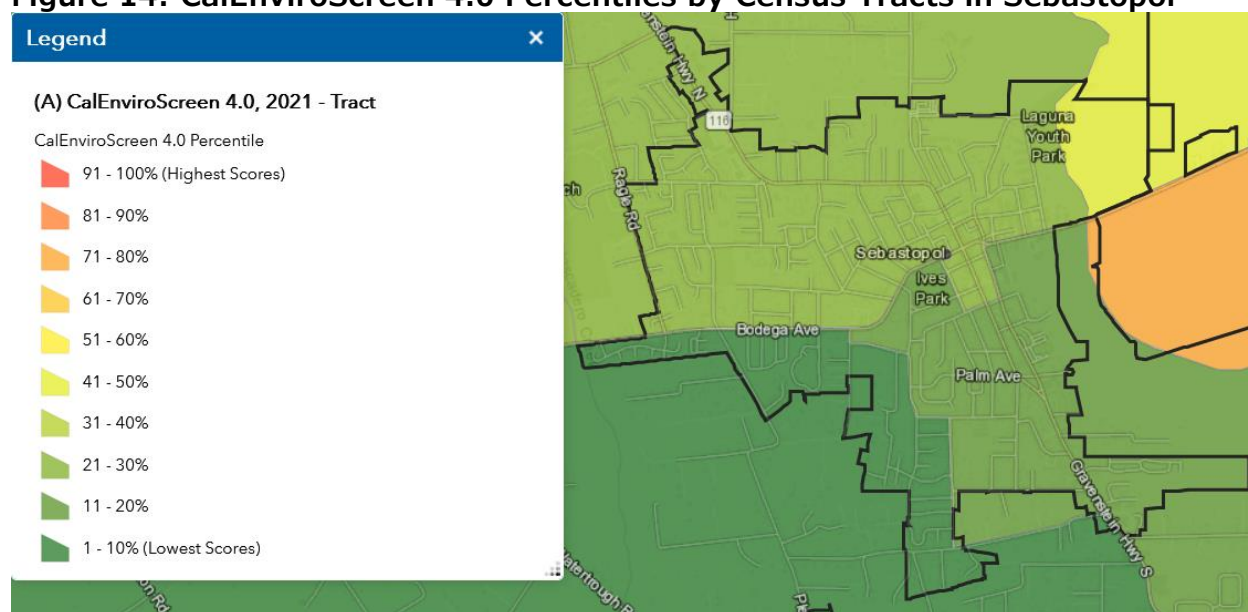 Figure 14: CalEnviroScreen 4.0 Percentiles by Census Tracts in Sebastopol
Legend
(A) CalEnviroScreen 4.0, 2021 - Tract
CalEnviroScreen 4.0 Percentile
91 - 100% (Highest Scores)
81 - 90%
71 - 80%
61 - 70%
51 - 60%
41 - 50%
31 - 40%
21 - 30%
11 - 20%
1 - 10% (Lowest Scores)
Hwy N
116
Laguna
Youth
Park
Ragle Rd
Sebastopol
Ives
Park
Bodega Ave
Palm Ave
Gravenstein Hwy S